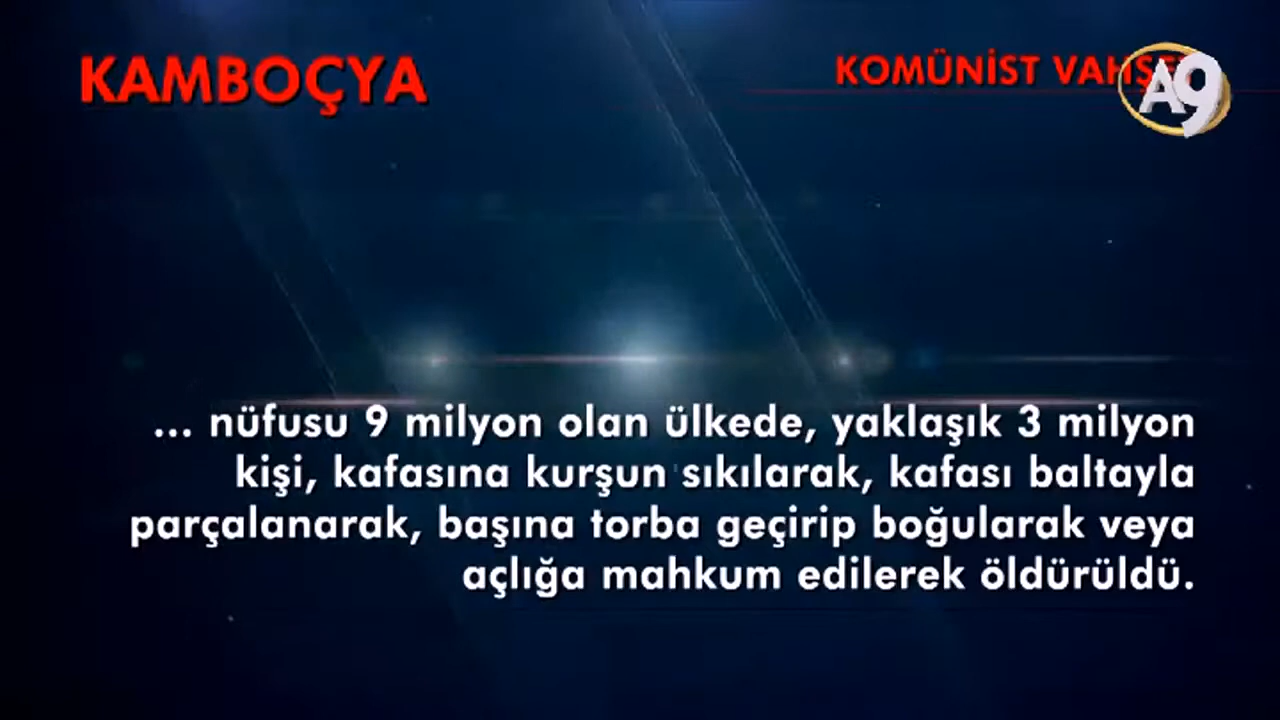 KAMBOÇYA
KOMÜNİST VAHŞET
A9
... nüfusu 9 milyon olan ülkede, yaklaşık 3 milyon
kişi, kafasına kurşun sıkılarak, kafası baltayla
parçalanarak, başına torba geçirip boğularak veya
açlığa mahkum edilerek öldürüldü.